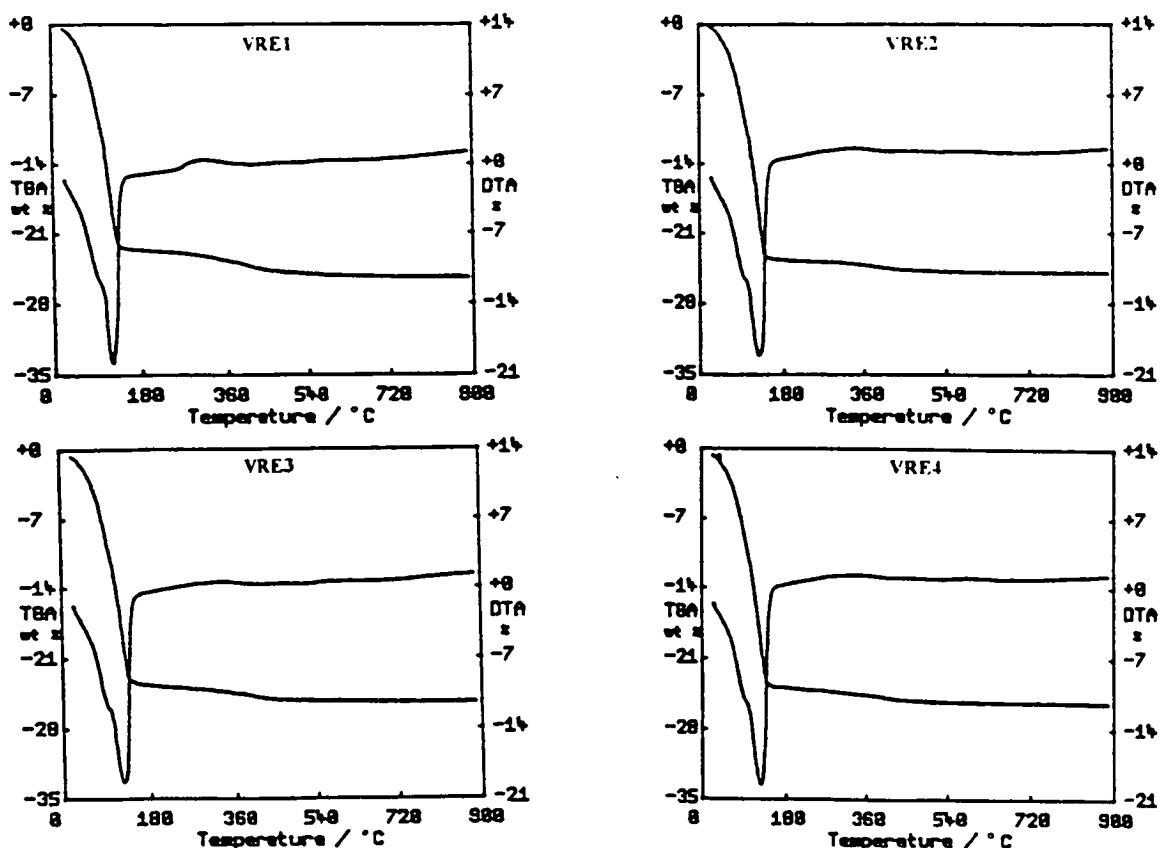 VRE1
+0
-7
-14
TGA
wt %
-21
-28
-35
+14
+7
+0
DTA
%
-7
-14
-21
0 180 360 540 720 900
Temperature / °C
VRE2
+0
-7
-14
TGA
wt %
-21
-28
-35
+14
+7
+0
DTA
%
-7
-14
-21
0 180 360 540 720 900
Temperature / °C
VRE3
+0
-7
-14
TGA
wt %
-21
-28
-35
+14
+7
+0
DTA
%
-7
-14
-21
0 180 360 540 720 900
Temperature / °C
VRE4
+0
-7
-14
TGA
wt %
-21
-28
-35
+14
+7
+0
DTA
%
-7
-14
-21
0 180 360 540 720 900
Temperature / °C